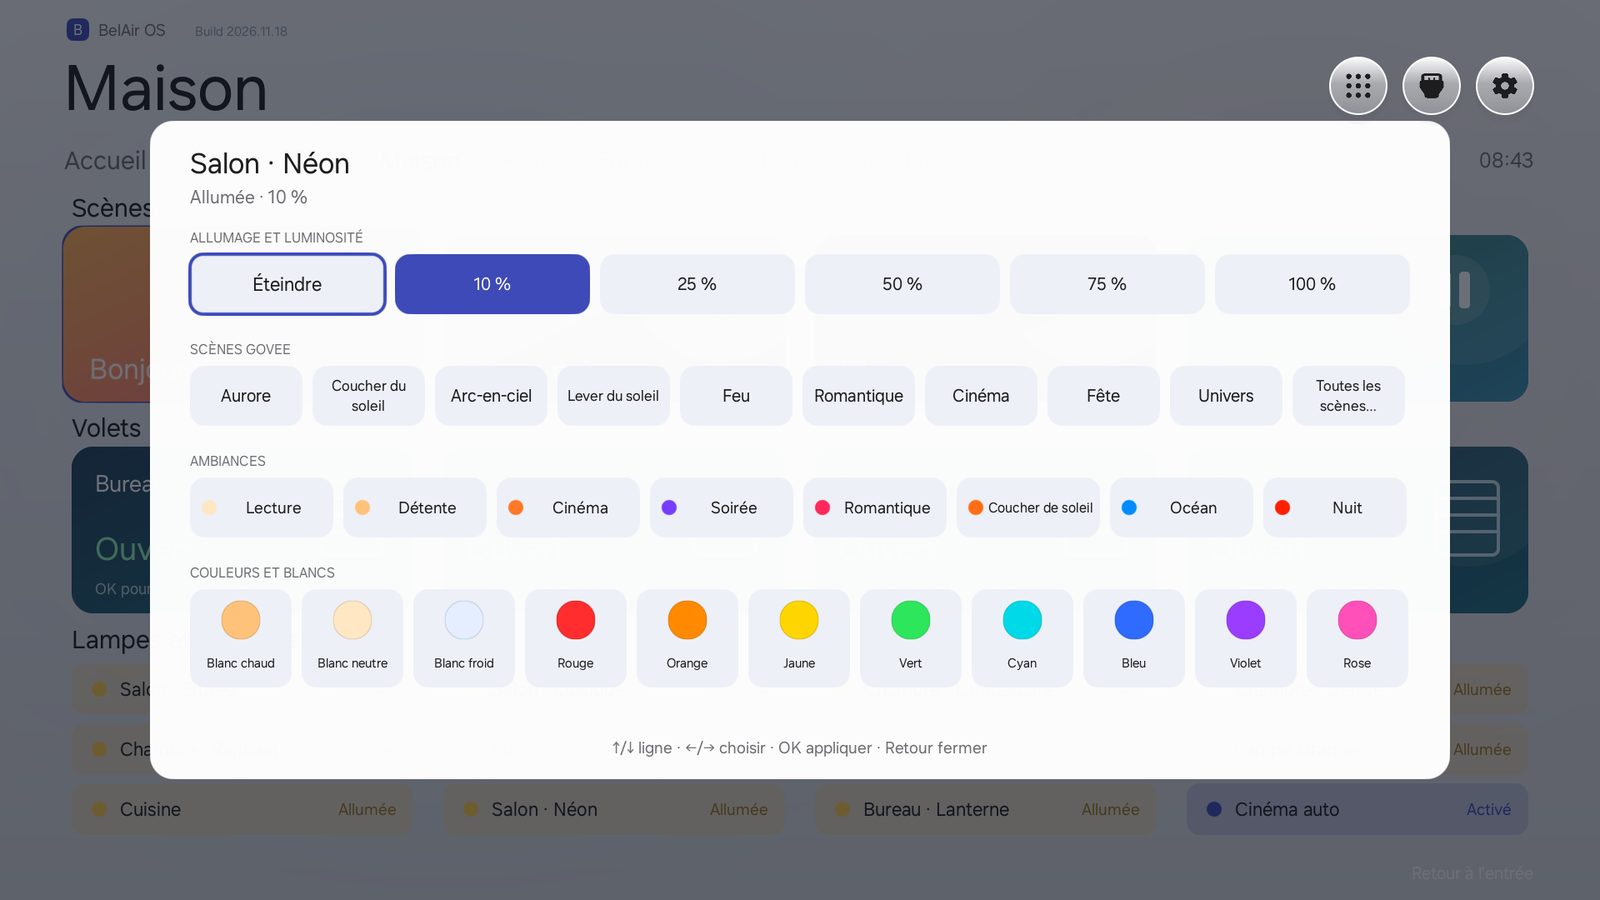 B BelAir OS Build 2026.11.18
Maison
Accueil
08:43
Scènes
Volets
Ouv
OK pour
Lampes
Salon · Néon
Allumée · 10 %
ALLUMAGE ET LUMINOSITÉ
Éteindre 10 % 25 % 50 % 75 % 100 %
SCÈNES GOVEE
Aurore
Coucher du
soleil
Arc-en-ciel
Lever du soleil
Feu
Romantique
Cinéma
Fête
Univers
Toutes les
scènes...
AMBIANCES
Lecture Détente Cinéma Soirée Romantique Coucher de soleil Océan Nuit
COULEURS ET BLANCS
Blanc chaud Blanc neutre Blanc froid Rouge Orange Jaune Vert Cyan Bleu Violet Rose
↑/↓ ligne · ←/→ choisir · OK appliquer · Retour fermer
Allumée
Allumée
Cuisine Allumée
Salon · Néon Allumée
Bureau · Lanterne Allumée
Cinéma auto Activé
Retour à l'entrée